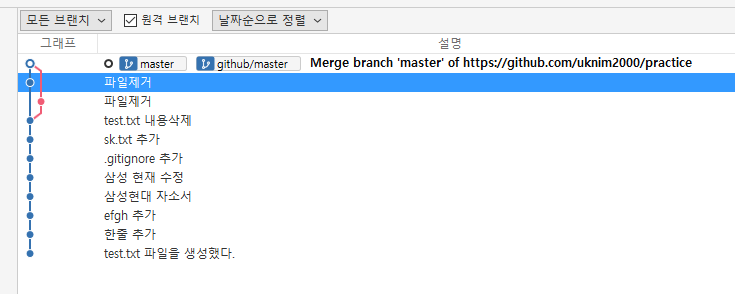 모든 브랜치 원격 브랜치 날짜순으로 정렬
그래프 설명
master github/master Merge branch 'master' of https://github.com/uknim2000/practice
파일제거
파일제거
test.txt 내용삭제
sk.txt 추가
.gitignore 추가
삼성 현재 수정
삼성현대 자소서
efgh 추가
한줄 추가
test.txt 파일을 생성했다.